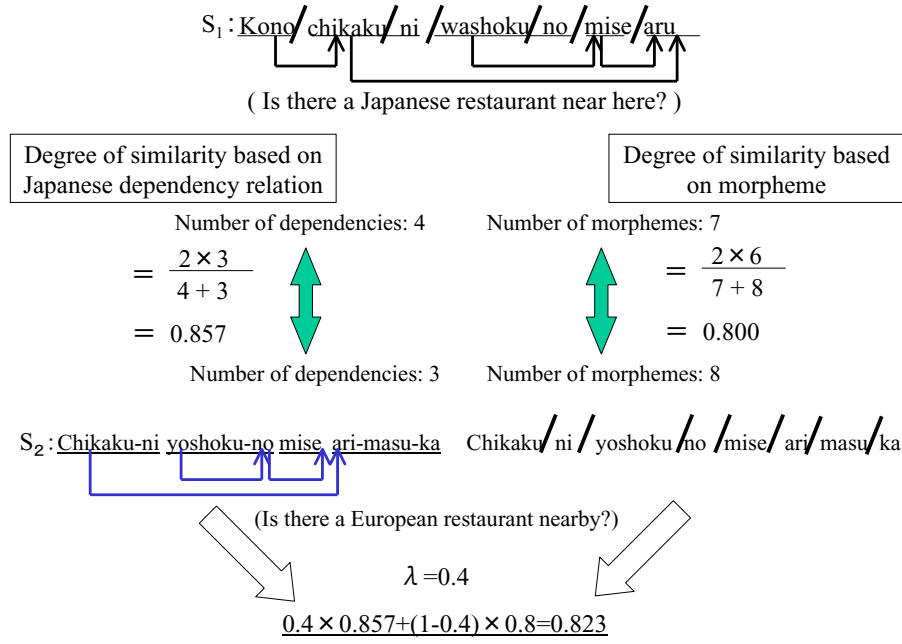 S₁: Kono/ chikaku/ ni / washoku/ no/ mise/aru
( Is there a Japanese restaurant near here? )
Degree of similarity based on
Japanese dependency relation
Degree of similarity based
on morpheme
Number of dependencies: 4
Number of morphemes: 7
= 2 × 3 / 4 + 3
= 0.857
= 2 × 6 / 7 + 8
= 0.800
Number of dependencies: 3
Number of morphemes: 8
S₂: Chikaku-ni yoshoku-no mise ari-masu-ka
Chikaku/ ni / yoshoku /no /mise/ ari/ masu/ ka
(Is there a European restaurant nearby?)
λ =0.4
0.4 × 0.857+(1-0.4) × 0.8=0.823